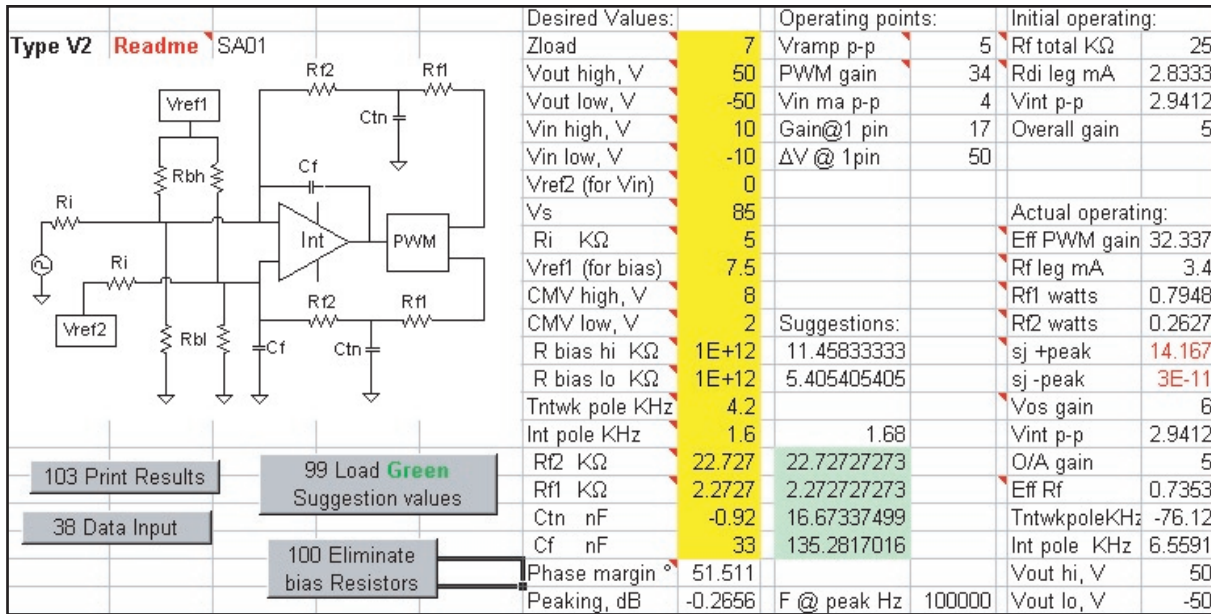 Desired Values: Operating points: Initial operating:
Type V2 Readme SA01 Zload 7 Vramp p-p 5 Rf total KΩ 25
Vout high, V 50 PWM gain 34 Rdi leg mA 2.8333
Vout low, V -50 Vin ma p-p 4 Vint p-p 2.9412
Vin high, V 10 Gain@1 pin 17 Overall gain 5
Vin low, V -10 ΔV @ 1pin 50
Vref2 (for Vin) 0
Vs 85 Actual operating:
Ri KΩ 5 Eff PWM gain 32.337
Vref1 (for bias) 7.5 Rf leg mA 3.4
CMV high, V 8 Rf1 watts 0.7948
CMV low, V 2 Suggestions: Rf2 watts 0.2627
R bias hi KΩ 1E+12 11.45833333 sj +peak 14.167
R bias lo KΩ 1E+12 5.405405405 sj -peak 3E-11
Tntwk pole KHz 4.2 Vos gain 6
Int pole KHz 1.6 1.68 Vint p-p 2.9412
Rf2 KΩ 22.727 22.72727273 O/A gain 5
Rf1 KΩ 2.2727 2.272727273 Eff Rf 0.7353
Ctn nF -0.92 16.67337499 TntwkpoleKHz -76.12
Cf nF 33 135.2817016 Int pole KHz 6.5591
Phase margin ° 51.511 Vout hi, V 50
Peaking, dB -0.2656 F @ peak Hz 100000 Vout lo, V -50
Rf2 Rf1
Vref1
Ctn
Rbh
Cf
Ri
Int PWM
Ri
Vref2
Rf2 Rf1
Rbl
Cf Ctn
103 Print Results
99 Load Green
Suggestion values
38 Data Input
100 Eliminate
bias Resistors